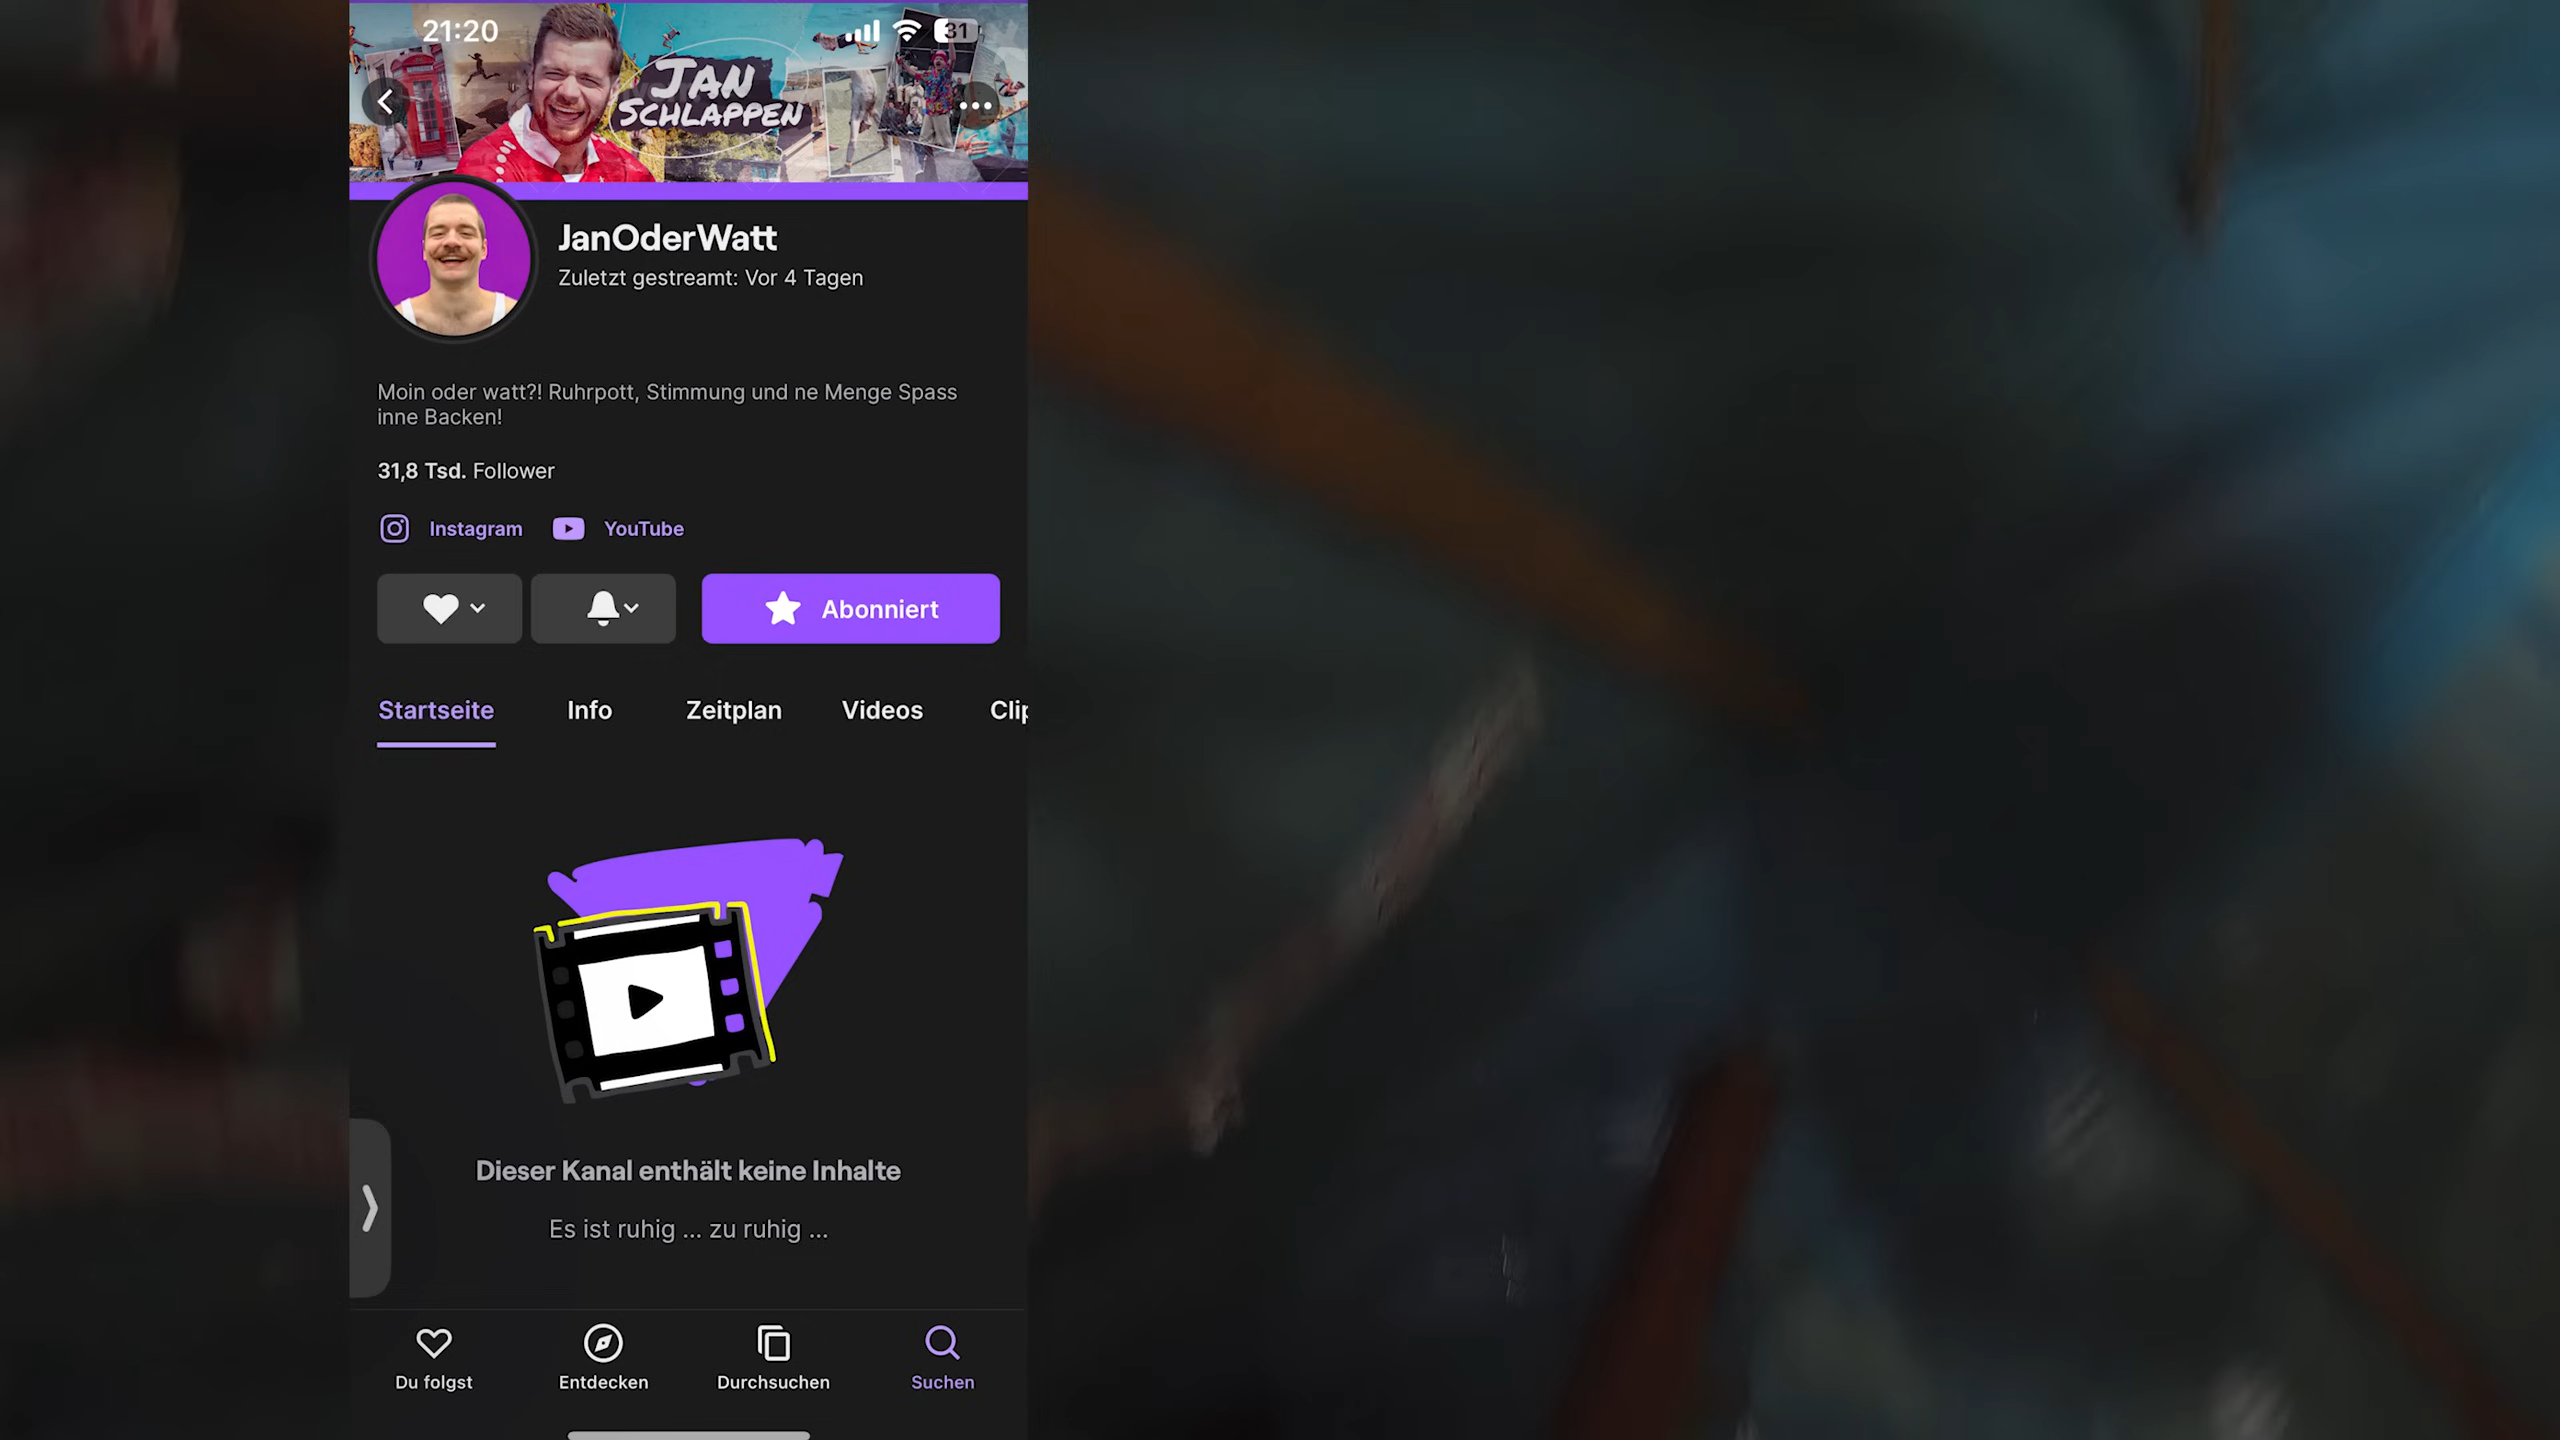 21:20
31
JAN
SCHLAPPEN
JanOderWatt
Zuletzt gestreamt: Vor 4 Tagen
Moin oder watt?! Ruhrpott, Stimmung und ne Menge Spass
inne Backen!
31,8 Tsd. Follower
Instagram YouTube
Abonniert
Startseite Info Zeitplan Videos Clip
Dieser Kanal enthält keine Inhalte
Es ist ruhig ... zu ruhig ...
Du folgst Entdecken Durchsuchen Suchen